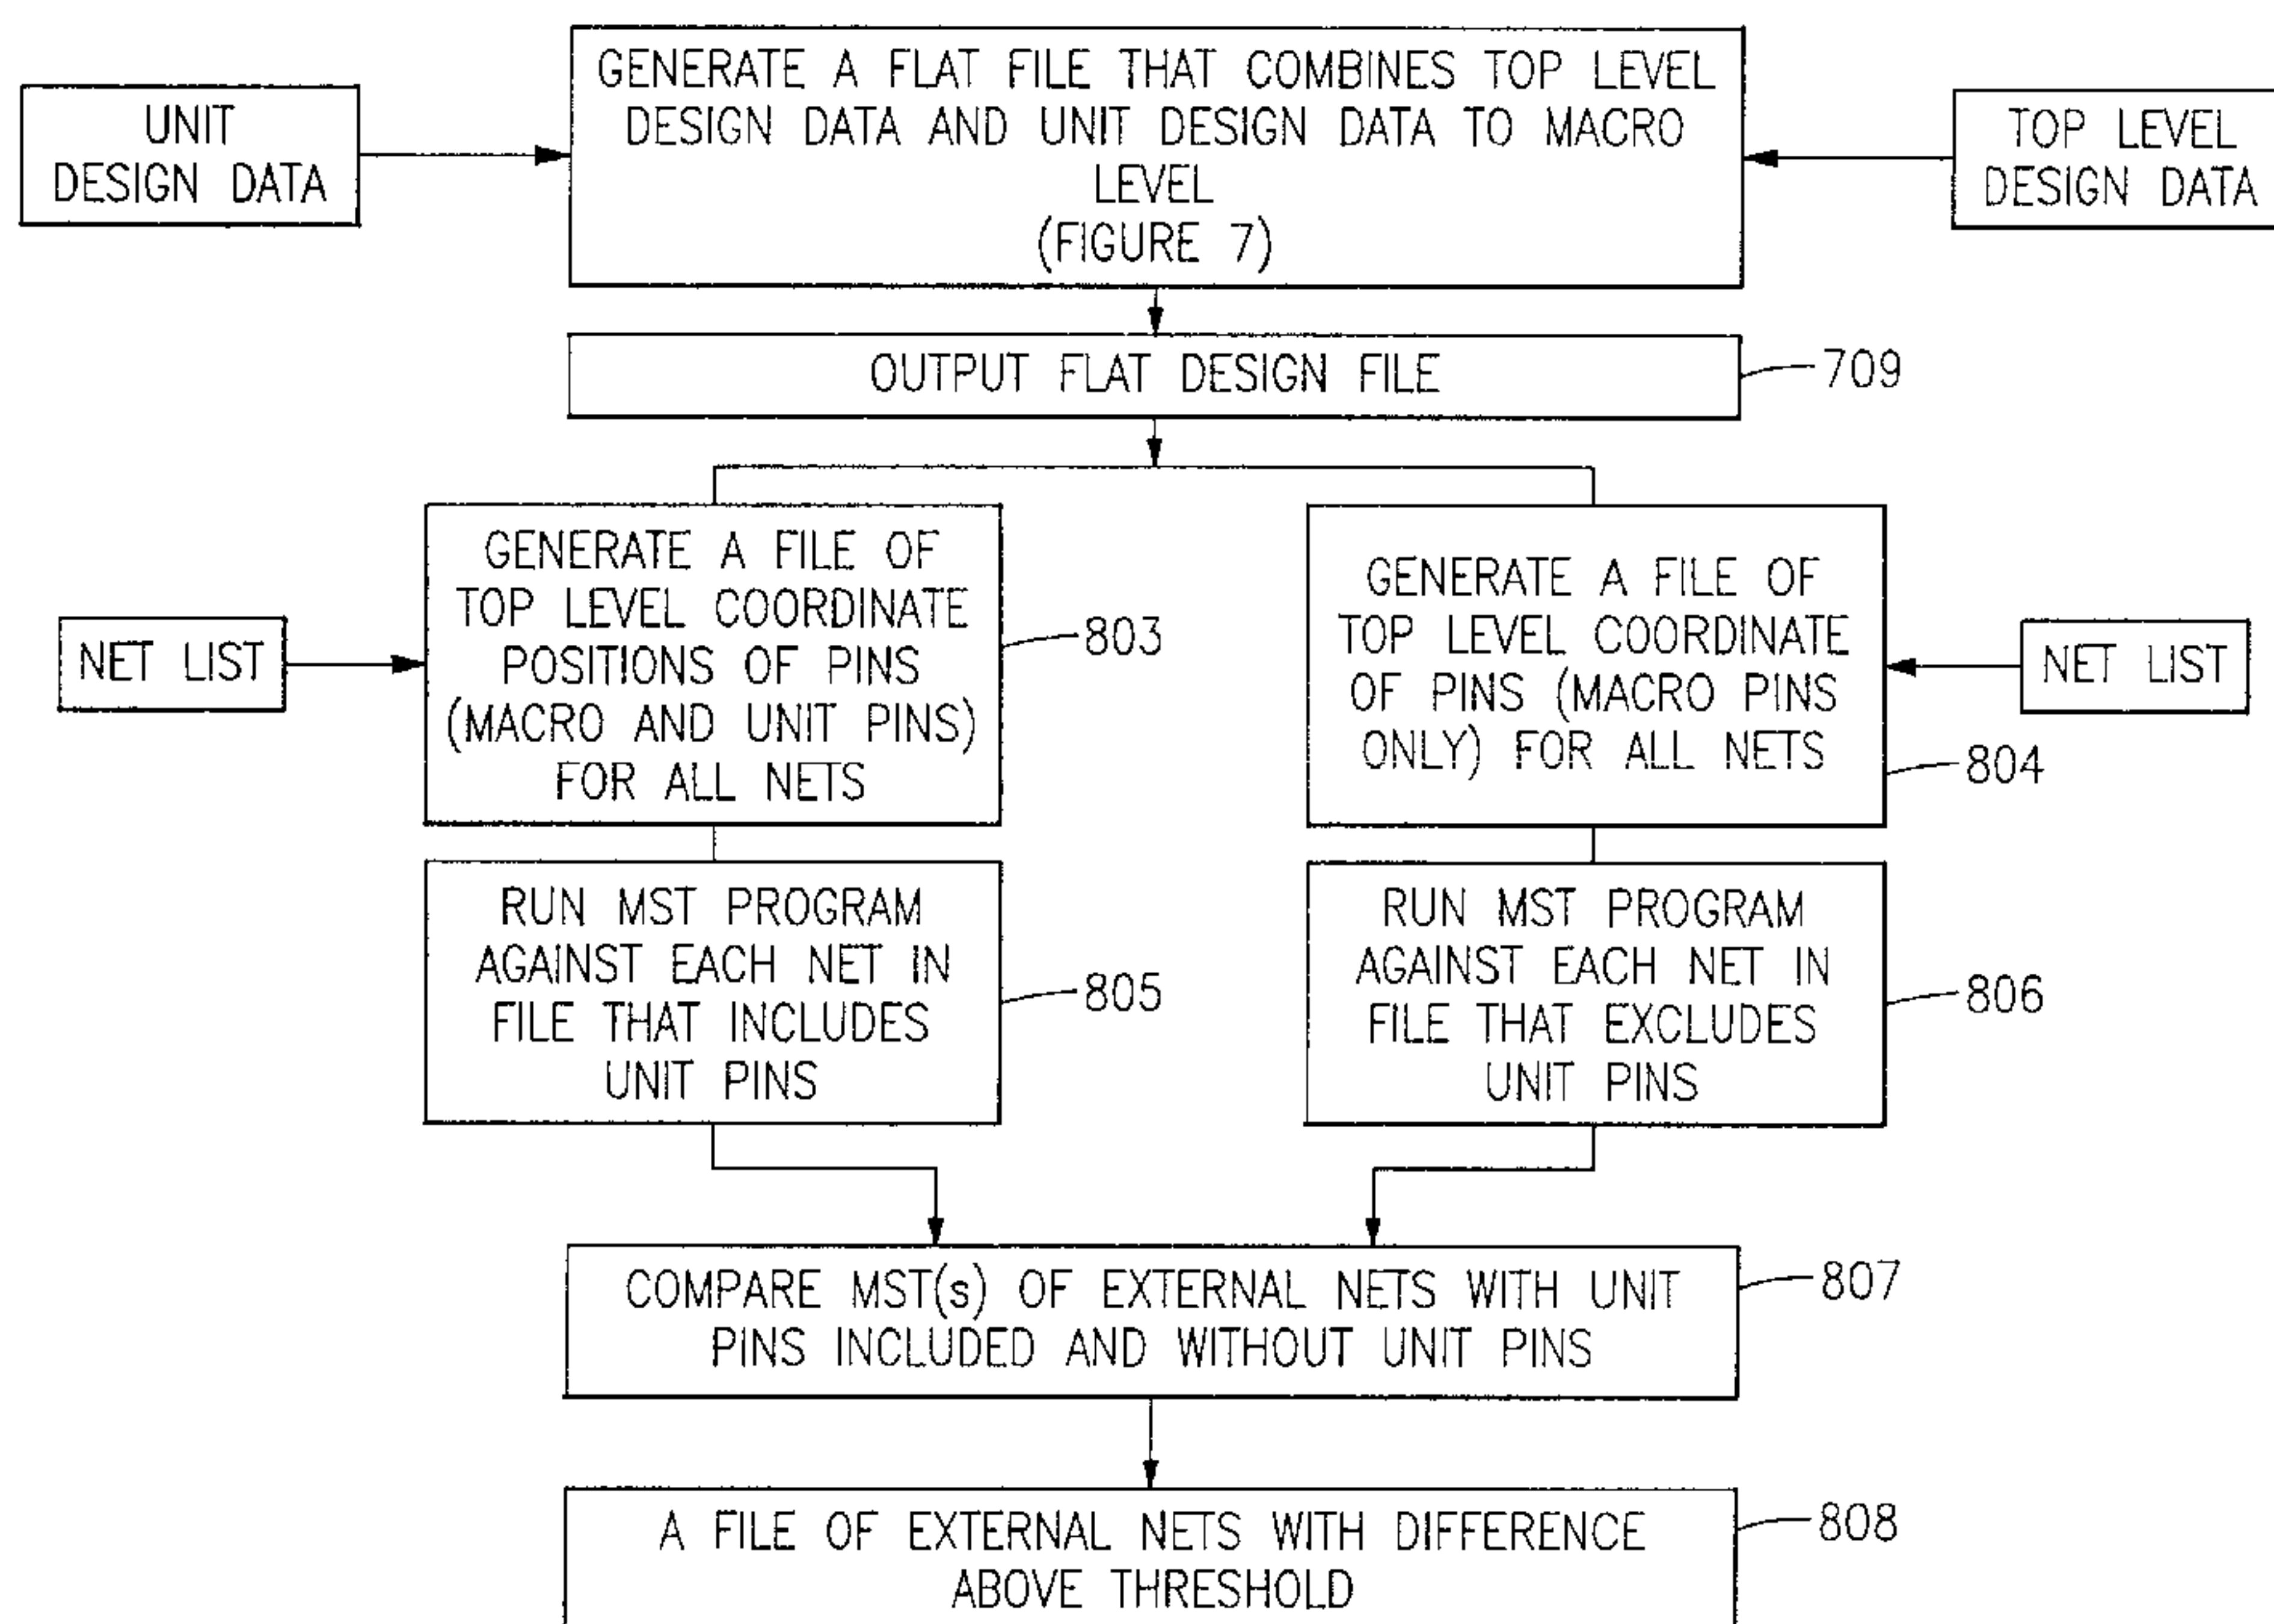 UNIT
DESIGN DATA
GENERATE A FLAT FILE THAT COMBINES TOP LEVEL
DESIGN DATA AND UNIT DESIGN DATA TO MACRO
LEVEL
(FIGURE 7)
TOP LEVEL
DESIGN DATA
OUTPUT FLAT DESIGN FILE
709
NET LIST
GENERATE A FILE OF
TOP LEVEL COORDINATE
POSITIONS OF PINS
(MACRO AND UNIT PINS)
FOR ALL NETS
803
GENERATE A FILE OF
TOP LEVEL COORDINATE
OF PINS (MACRO PINS
ONLY) FOR ALL NETS
804
NET LIST
RUN MST PROGRAM
AGAINST EACH NET IN
FILE THAT INCLUDES
UNIT PINS
805
RUN MST PROGRAM
AGAINST EACH NET IN
FILE THAT EXCLUDES
UNIT PINS
806
COMPARE MST(s) OF EXTERNAL NETS WITH UNIT
PINS INCLUDED AND WITHOUT UNIT PINS
807
A FILE OF EXTERNAL NETS WITH DIFFERENCE
ABOVE THRESHOLD
808